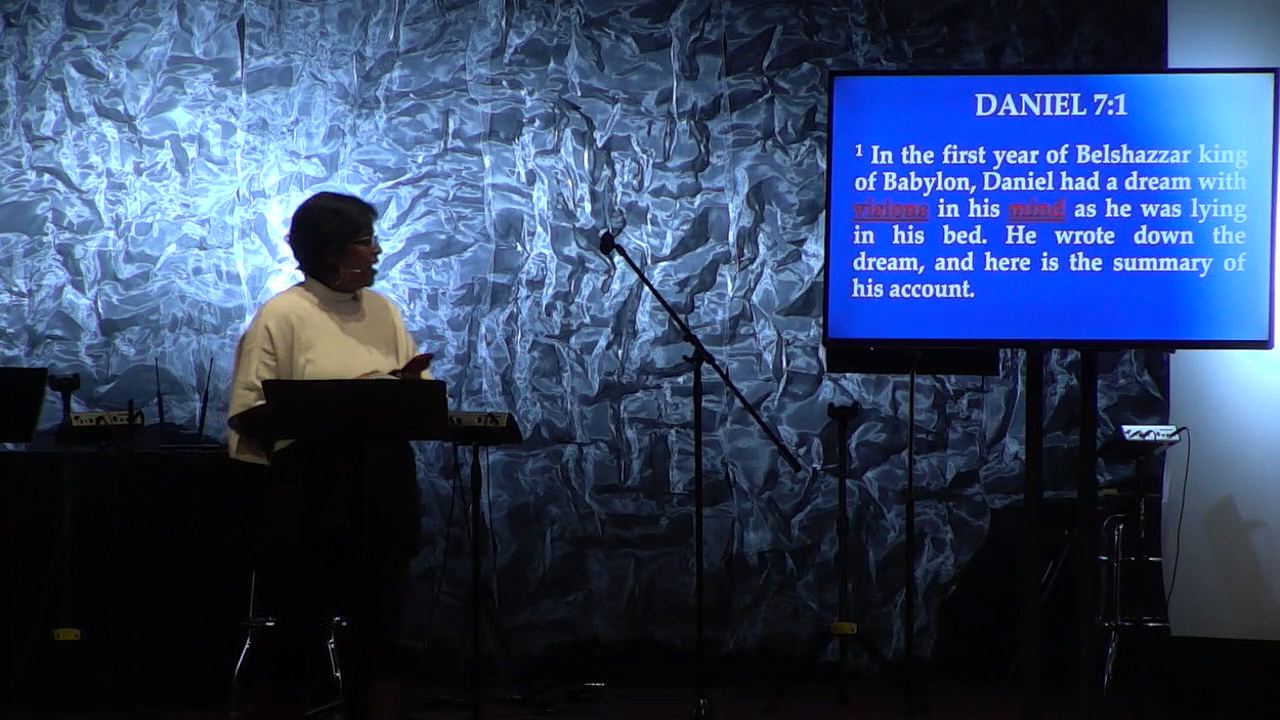 DANIEL 7:1
¹ In the first year of Belshazzar king
of Babylon, Daniel had a dream with
visions in his mind as he was lying
in his bed. He wrote down the
dream, and here is the summary of
his account.